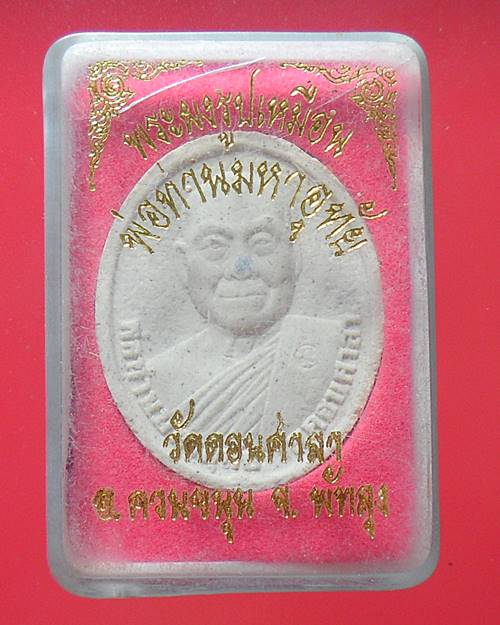 พระผงรูปเหมือน
พ่อท่านมหาอุทัย
วัดดอนศาลา
อ.ควนขนุน จ.พัทลุง